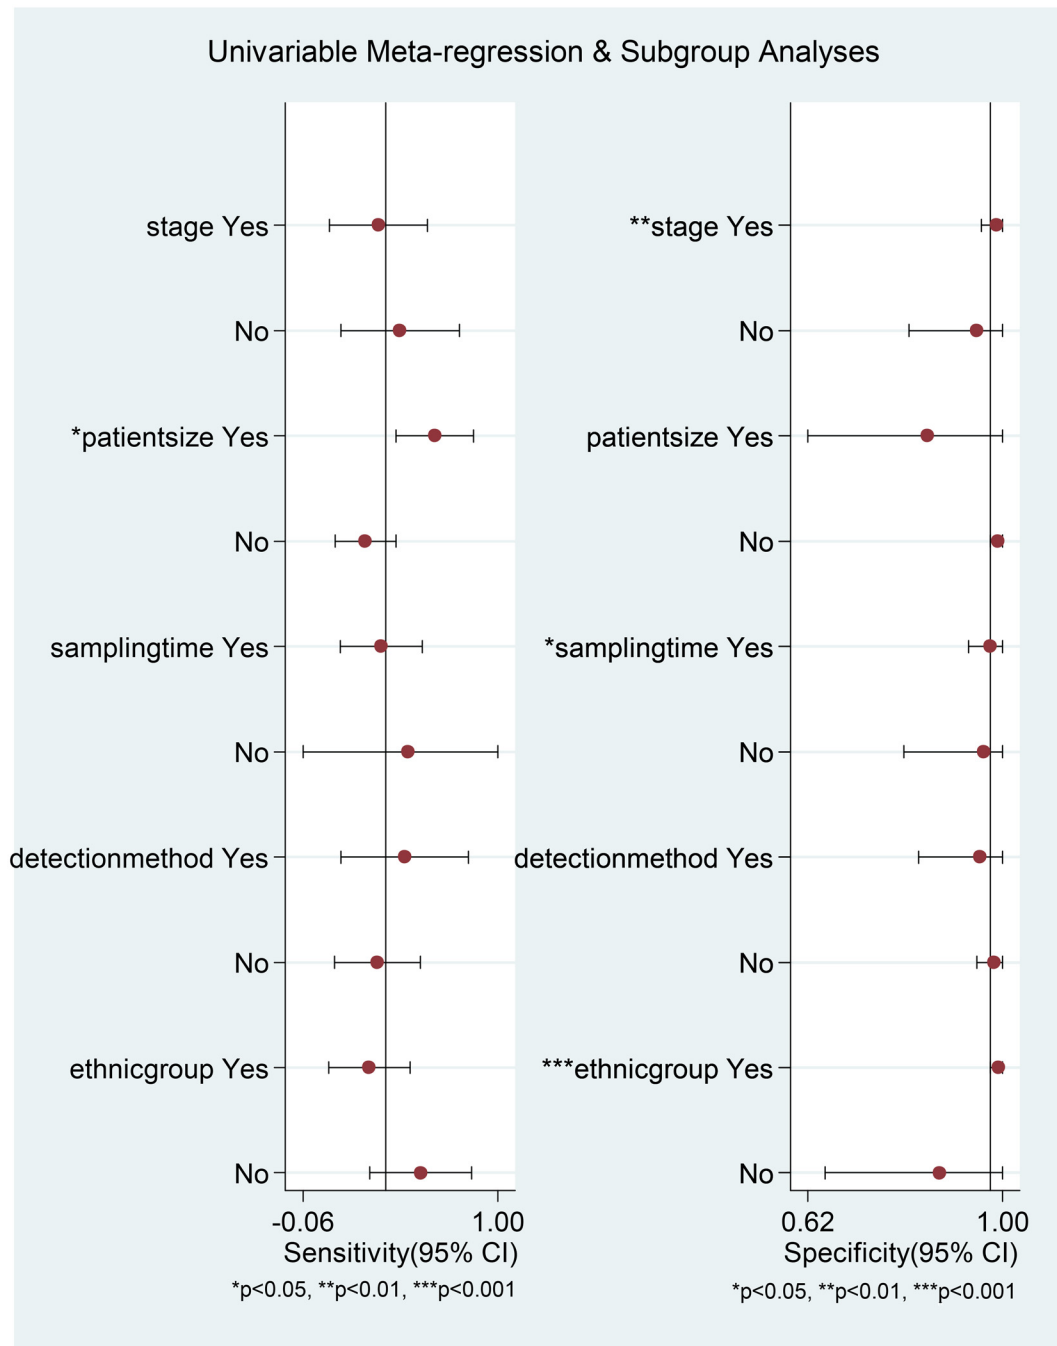 Univariable Meta-regression & Subgroup Analyses
stage Yes
No
*patientsize Yes
No
samplingtime Yes
No
detectionmethod Yes
No
ethnicgroup Yes
No
-0.06 1.00
Sensitivity(95% CI)
*p<0.05, **p<0.01, ***p<0.001
**stage Yes
No
patientsize Yes
No
*samplingtime Yes
No
detectionmethod Yes
No
***ethnicgroup Yes
No
0.62 1.00
Specificity(95% CI)
*p<0.05, **p<0.01, ***p<0.001